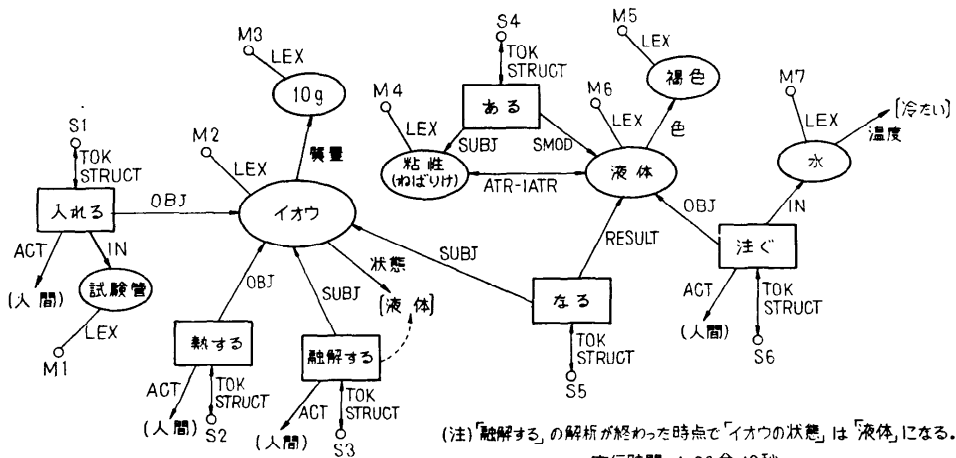 S4
M5
M3
TOK
STRUCT
LEX
褐色
10g
LEX
M4
ある
M6
M7
LEX
[冷たい]
S1
M2
LEX
LEX
色
温度
TOK
STRUCT
LEX
質量
SUBJ
SMOD
粘性
(ねばりけ)
液体
水
ATR-IATR
入れる
OBJ
イオウ
OBJ
IN
ACT
IN
RESULT
注ぐ
(人間)
試験管
OBJ
SUBJ
状態
SUBJ
[液体]
なる
ACT
TOK
STRUCT
(人間)
LEX
M1
熱する
融解する
TOK
STRUCT
S6
ACT
TOK
STRUCT
ACT
TOK
STRUCT
S5
(人間)
S2
(人間)
S3
(注)「融解する」の解析が終わった時点で「イオウの状態」は「液体」になる。